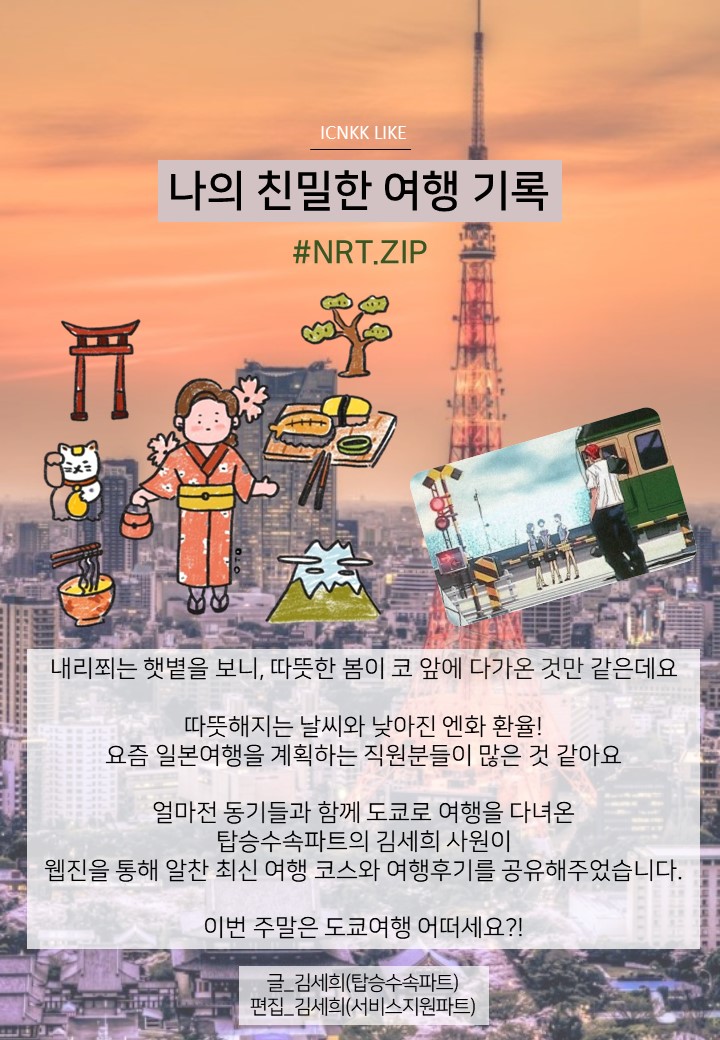 ICNKK LIKE
나의 친밀한 여행 기록
#NRT.ZIP
내리쬐는 햇볕을 보니, 따뜻한 봄이 코 앞에 다가온 것만 같은데요
따뜻해지는 날씨와 낮아진 엔화 환율!
요즘 일본여행을 계획하는 직원분들이 많은 것 같아요
얼마전 동기들과 함께 도쿄로 여행을 다녀온
탑승수속파트의 김세희 사원이
웹진을 통해 알찬 최신 여행 코스와 여행후기를 공유해주었습니다.
이번 주말은 도쿄여행 어떠세요?!
글_김세희(탑승수속파트)
편집_김세희(서비스지원파트)